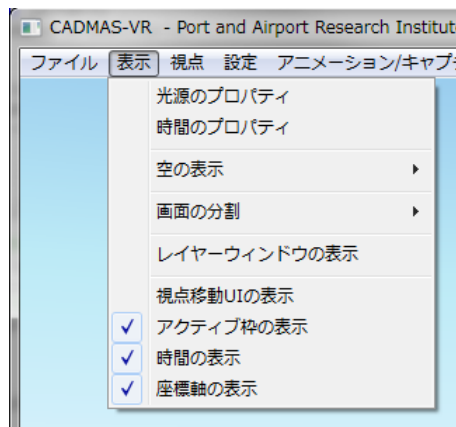 CADMAS-VR - Port and Airport Research Institut
ファイル 表示 視点 設定 アニメーション/キャプ
光源のプロパティ
時間のプロパティ
空の表示
画面の分割
レイヤーウィンドウの表示
視点移動UIの表示
アクティブ枠の表示
時間の表示
座標軸の表示